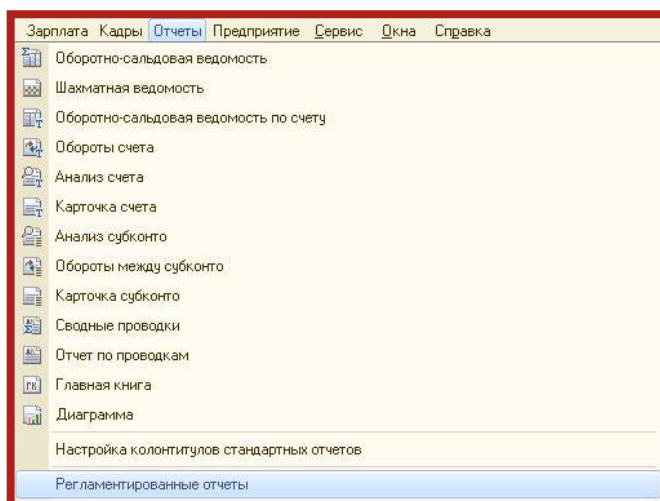 Зарплата Кадры Отчеты Предприятие Сервис Окна Справка
Оборотно-сальдовая ведомость
Шахматная ведомость
Оборотно-сальдовая ведомость по счету
Обороты счета
Анализ счета
Карточка счета
Анализ субконто
Обороты между субконто
Карточка субконто
Сводные проводки
Отчет по проводкам
Главная книга
Диаграмма
Настройка колонтитулов стандартных отчетов
Регламентированные отчеты